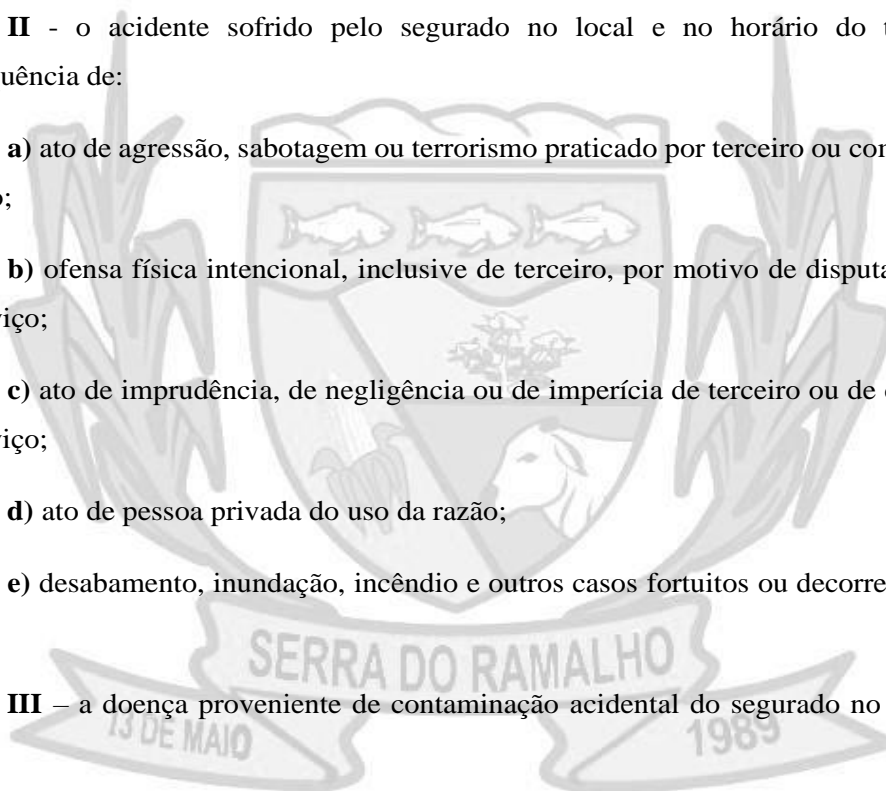 II - o acidente sofrido pelo segurado no local e no horário do t
uência de:
a) ato de agressão, sabotagem ou terrorismo praticado por terceiro ou con
o;
b) ofensa física intencional, inclusive de terceiro, por motivo de disputa
viço;
c) ato de imprudência, de negligência ou de imperícia de terceiro ou de
viço;
d) ato de pessoa privada do uso da razão;
e) desabamento, inundação, incêndio e outros casos fortuitos ou decorre
SERRA DO RAMALHO
III – a doença proveniente de contaminação acidental do segurado no
13 DE MAIO 1989